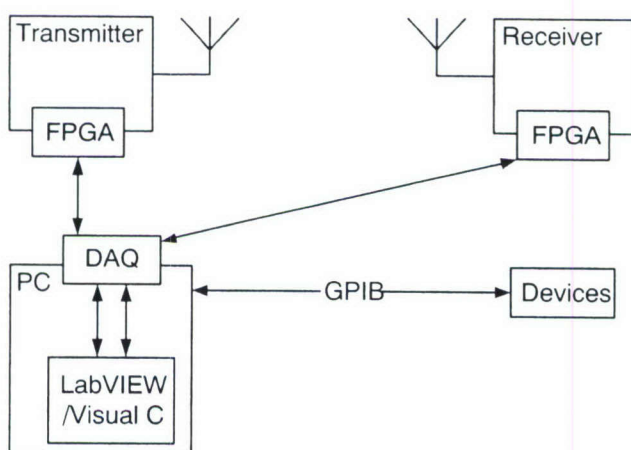 Transmitter
Receiver
FPGA
FPGA
DAQ
PC
GPIB
Devices
LabVIEW
/Visual C